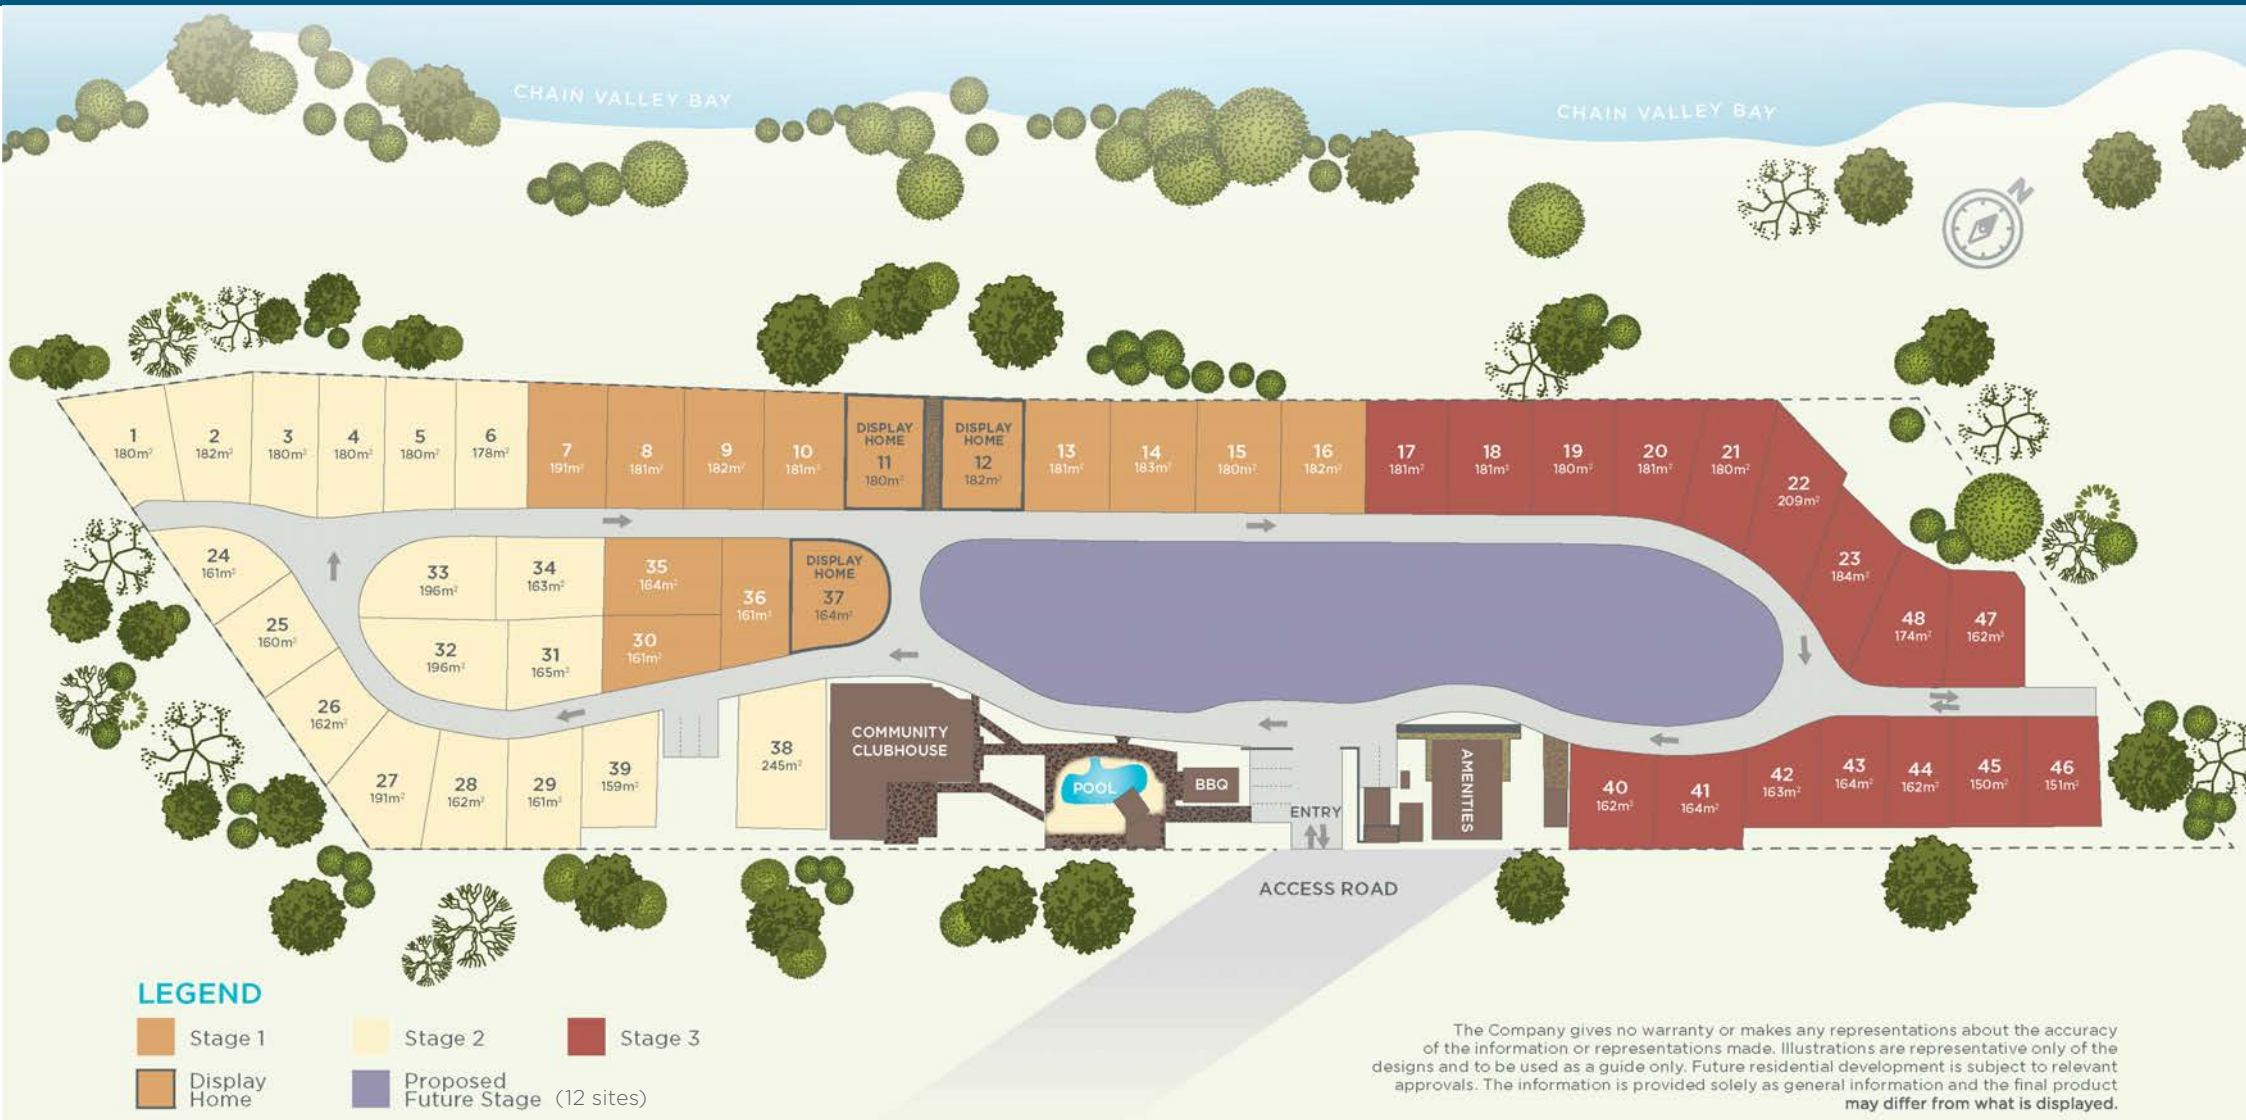 CHAIN VALLEY BAY
CHAIN VALLEY BAY
N
1
180m²
2
182m²
3
180m²
4
180m²
5
180m²
6
178m²
7
191m²
8
181m²
9
182m²
10
181m²
DISPLAY
HOME
11
180m²
DISPLAY
HOME
12
182m²
13
181m²
14
183m²
15
180m²
16
182m²
17
181m²
18
181m²
19
180m²
20
181m²
21
180m²
22
209m²
23
184m²
48
174m²
47
162m²
24
161m²
25
160m²
26
162m²
27
191m²
28
162m²
29
161m²
39
159m²
33
196m²
34
163m²
35
164m²
36
161m²
DISPLAY
HOME
37
164m²
32
196m²
31
165m²
30
161m²
38
245m²
COMMUNITY
CLUBHOUSE
POOL
BBQ
ENTRY
AMENITIES
40
162m²
41
164m²
42
163m²
43
164m²
44
162m²
45
150m²
46
151m²
ACCESS ROAD
LEGEND
Stage 1
Stage 2
Stage 3
Display
Home
Proposed
Future Stage (12 sites)
The Company gives no warranty or makes any representations about the accuracy
of the information or representations made. Illustrations are representative only of the
designs and to be used as a guide only. Future residential development is subject to relevant
approvals. The information is provided solely as general information and the final product
may differ from what is displayed.